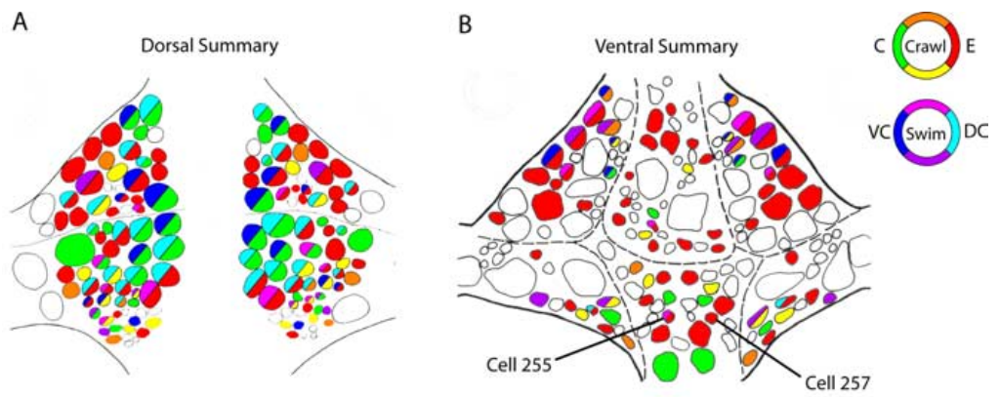 A
Dorsal Summary
B
Ventral Summary
C Crawl E
VC Swim DC
Cell 255
Cell 257